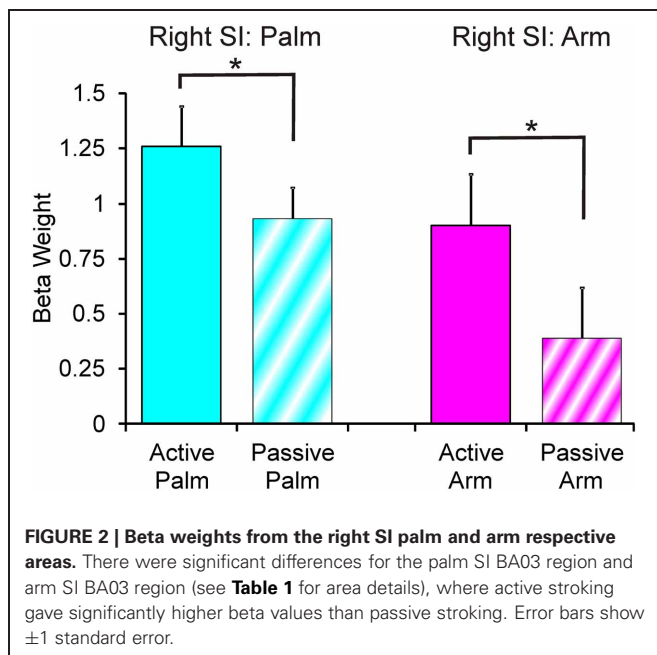 Right SI: Palm
Right SI: Arm
*
*
1.5
1.25
1
0.75
0.5
0.25
0
Beta Weight
Active Palm
Passive Palm
Active Arm
Passive Arm
FIGURE 2 | Beta weights from the right SI palm and arm respective
areas. There were significant differences for the palm SI BA03 region and
arm SI BA03 region (see Table 1 for area details), where active stroking
gave significantly higher beta values than passive stroking. Error bars show
±1 standard error.